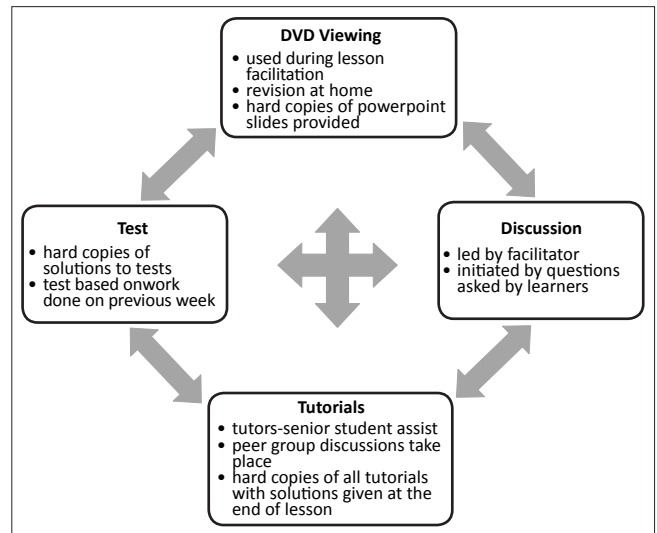 DVD Viewing
• used during lesson
facilitation
• revision at home
• hard copies of powerpoint
slides provided
Test
• hard copies of
solutions to tests
• test based onwork
done on previous week
Discussion
• led by facilitator
• initiated by questions
asked by learners
Tutorials
• tutors-senior student assist
• peer group discussions take
place
• hard copies of all tutorials
with solutions given at the
end of lesson